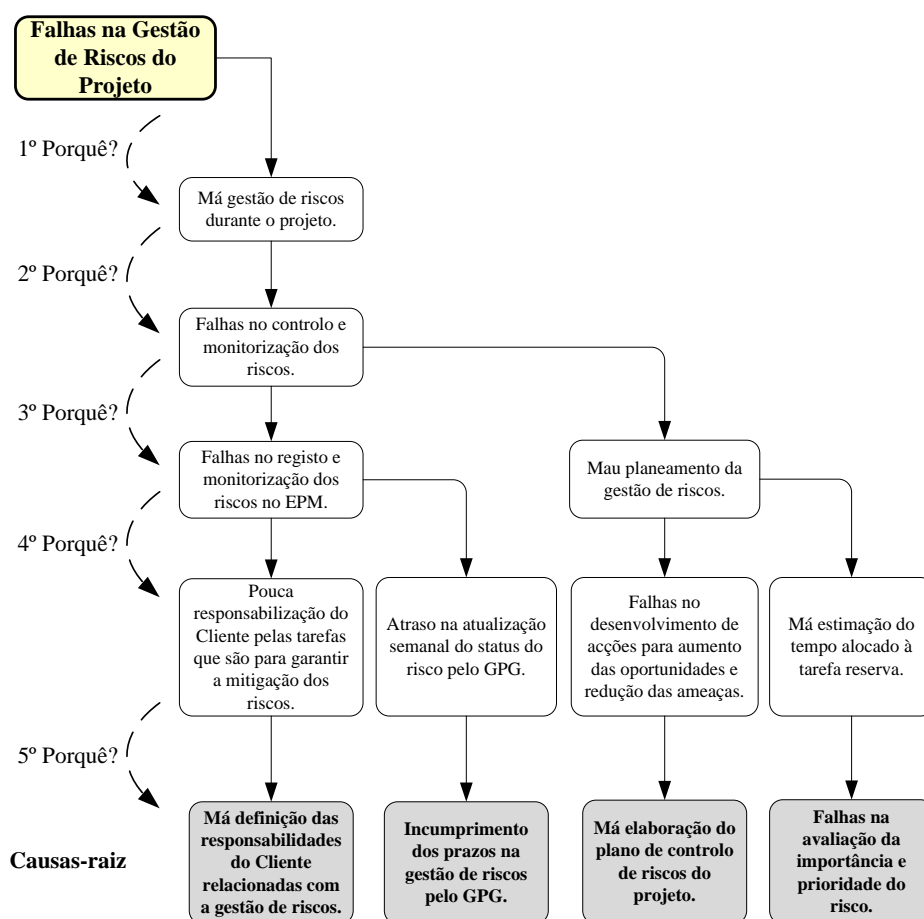 Falhas na Gestão
de Riscos do
Projeto
1º Porquê?
Má gestão de riscos
durante o projeto.
2º Porquê?
Falhas no controlo e
monitorização dos
riscos.
3º Porquê?
Falhas no registo e
monitorização dos
riscos no EPM.
Mau planeamento da
gestão de riscos.
4º Porquê?
Pouca
responsabilização do
Cliente pelas tarefas
que são para garantir
a mitigação dos
riscos.
Atraso na atualização
semanal do status do
risco pelo GPG.
Falhas no
desenvolvimento de
acções para aumento
das oportunidades e
redução das ameaças.
Má estimação do
tempo alocado à
tarefa reserva.
5º Porquê?
Causas-raiz
Má definição das
responsabilidades
do Cliente
relacionadas com
a gestão de riscos.
Incumprimento
dos prazos na
gestão de riscos
pelo GPG.
Má elaboração do
plano de controlo
de riscos do
projeto.
Falhas na
avaliação da
importância e
prioridade do
risco.